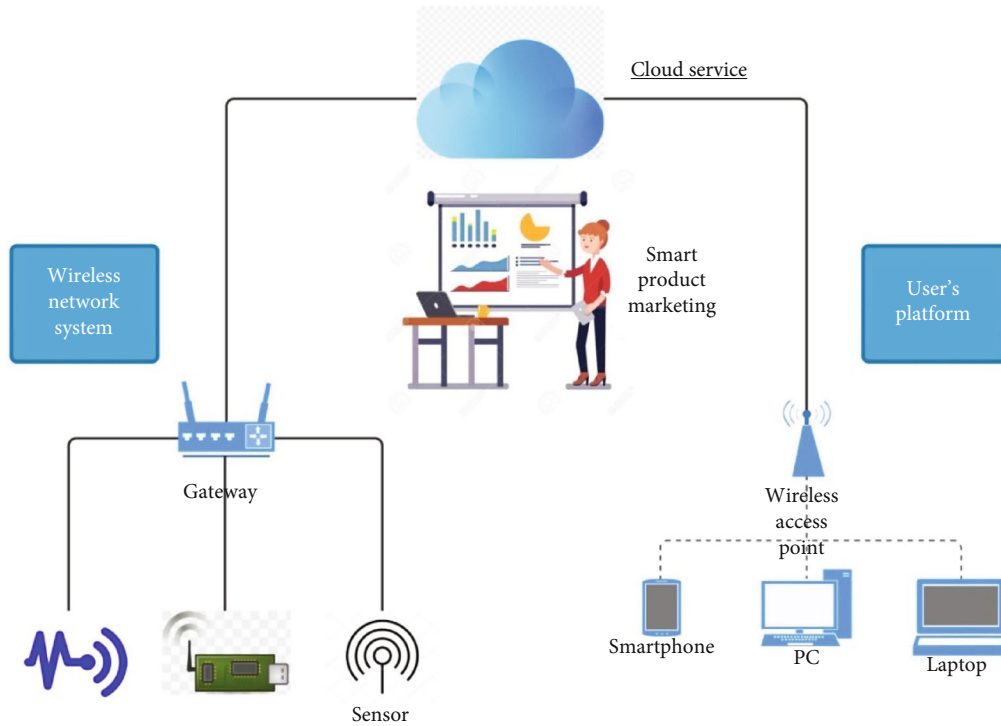 Cloud service
Smart
product
marketing
Wireless
network
system
User's
platform
Gateway
Wireless
access
point
Smartphone
PC
Laptop
Sensor